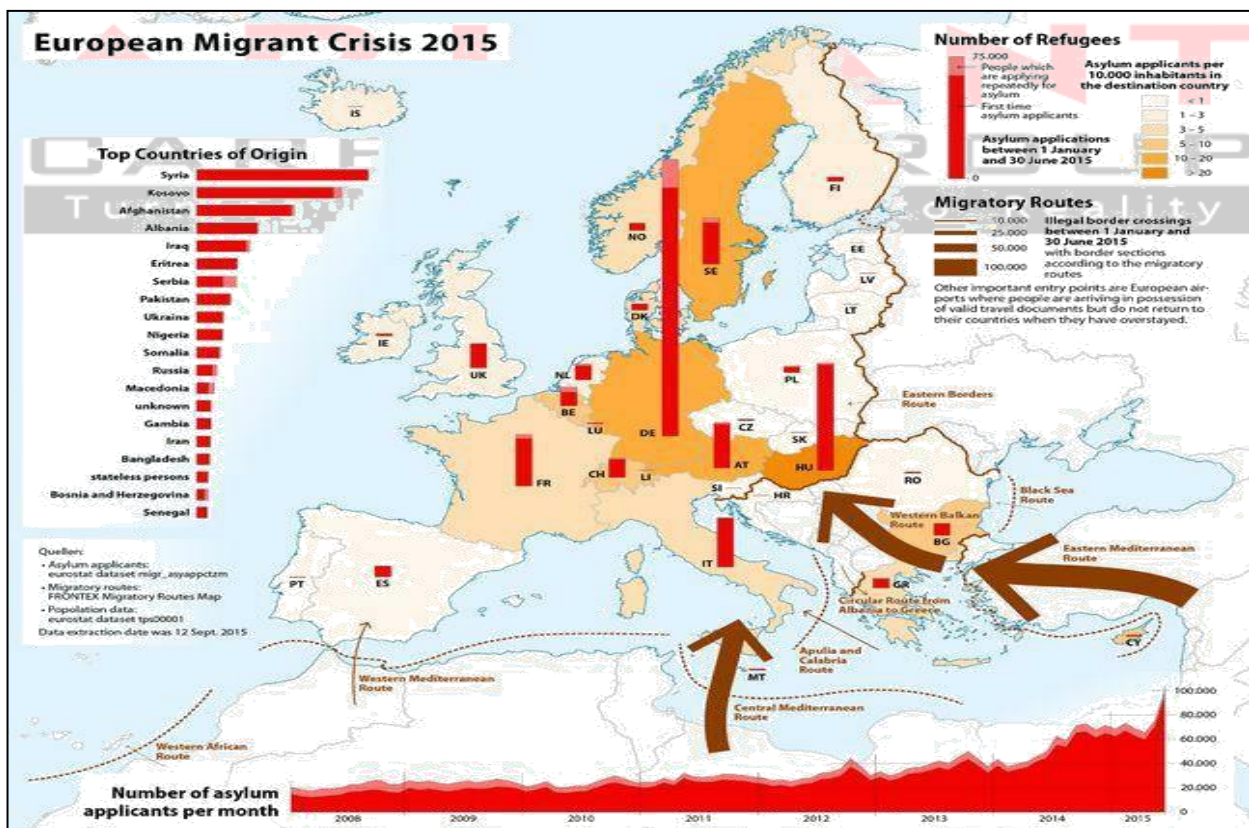 European Migrant Crisis 2015
Number of Refugees
75.000
People which
are applying
repeatedly for
asylum
First time
asylum applicants
Asylum applications
between 1 January
and 30 June 2015
0
Asylum applicants per
10.000 inhabitants in
the destination country
< 1
1 – 3
3 – 5
5 – 10
10 – 20
> 20
Migratory Routes
10.000
25.000
50.000
100.000
Illegal border crossings
between 1 January and
30 June 2015
with border sections
according to the migratory
routes
Other important entry points are European air-
ports where people are arriving in possession
of valid travel documents but do not return to
their countries when they have overstayed.
Top Countries of Origin
Syria
Kosovo
Afghanistan
Albania
Iraq
Eritrea
Serbia
Pakistan
Ukraina
Nigeria
Somalia
Russia
Macedonia
unknown
Gambia
Iran
Bangladesh
stateless persons
Bosnia and Herzegovina
Senegal
Quellen:
• Asylum applicants:
eurostat dataset migr_asyappctzm
• Migratory routes:
FRONTEX Migratory Routes Map
• Population data:
eurostat dataset tps00001
Data extraction date was 12 Sept. 2015
IS
NO
SE
FI
EE
LV
LT
DK
IE
UK
NL
BE
LU
DE
PL
CZ
SK
FR
CH
LI
AT
HU
SI
HR
RO
IT
BG
GR
PT
ES
MT
CY
Eastern Borders
Route
Black Sea
Route
Western Balkan
Route
Eastern Mediterranean
Route
Circular Route from
Albania to Greece
Apulia and
Calabria
Route
Central Mediterranean
Route
Western Mediterranean
Route
Western African
Route
Number of asylum
applicants per month
100.000
80.000
60.000
40.000
20.000
0
2008
2009
2010
2011
2012
2013
2014
2015